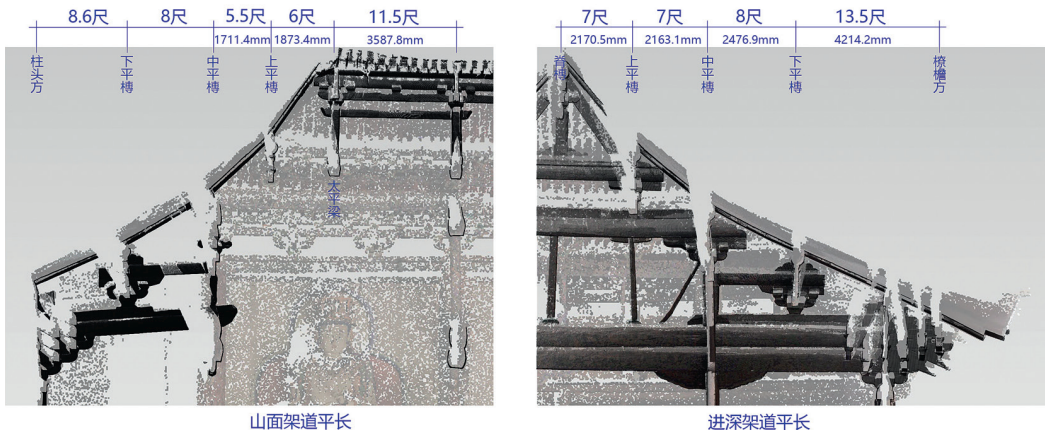 8.6尺 8尺 5.5尺 6尺 11.5尺
1711.4mm 1873.4mm 3587.8mm
柱头方 下平槫 中平槫 上平槫
太平梁
山面架道平长
7尺 7尺 8尺 13.5尺
2170.5mm 2163.1mm 2476.9mm 4214.2mm
脊槫 上平槫 中平槫 下平槫 橑檐方
进深架道平长